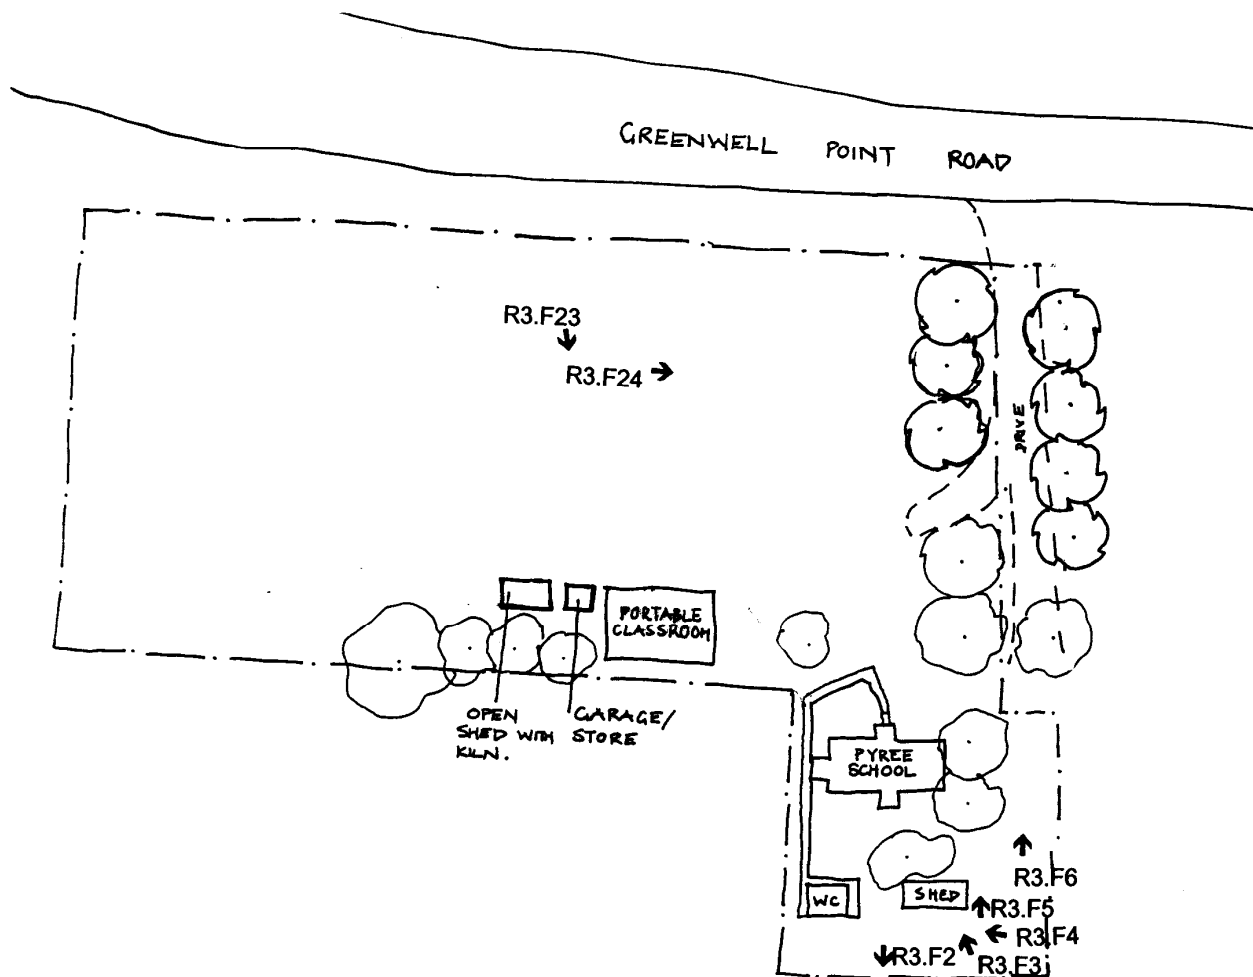 GREENWELL POINT ROAD
R3.F23
R3.F24
DRIVE
PORTABLE
CLASSROOM
OPEN
SHED WITH
KILN.
GARAGE/
STORE
PYREE
SCHOOL
R3.F6
WC
SHED
R3.F5
R3.F4
R3.F2
R3.F3